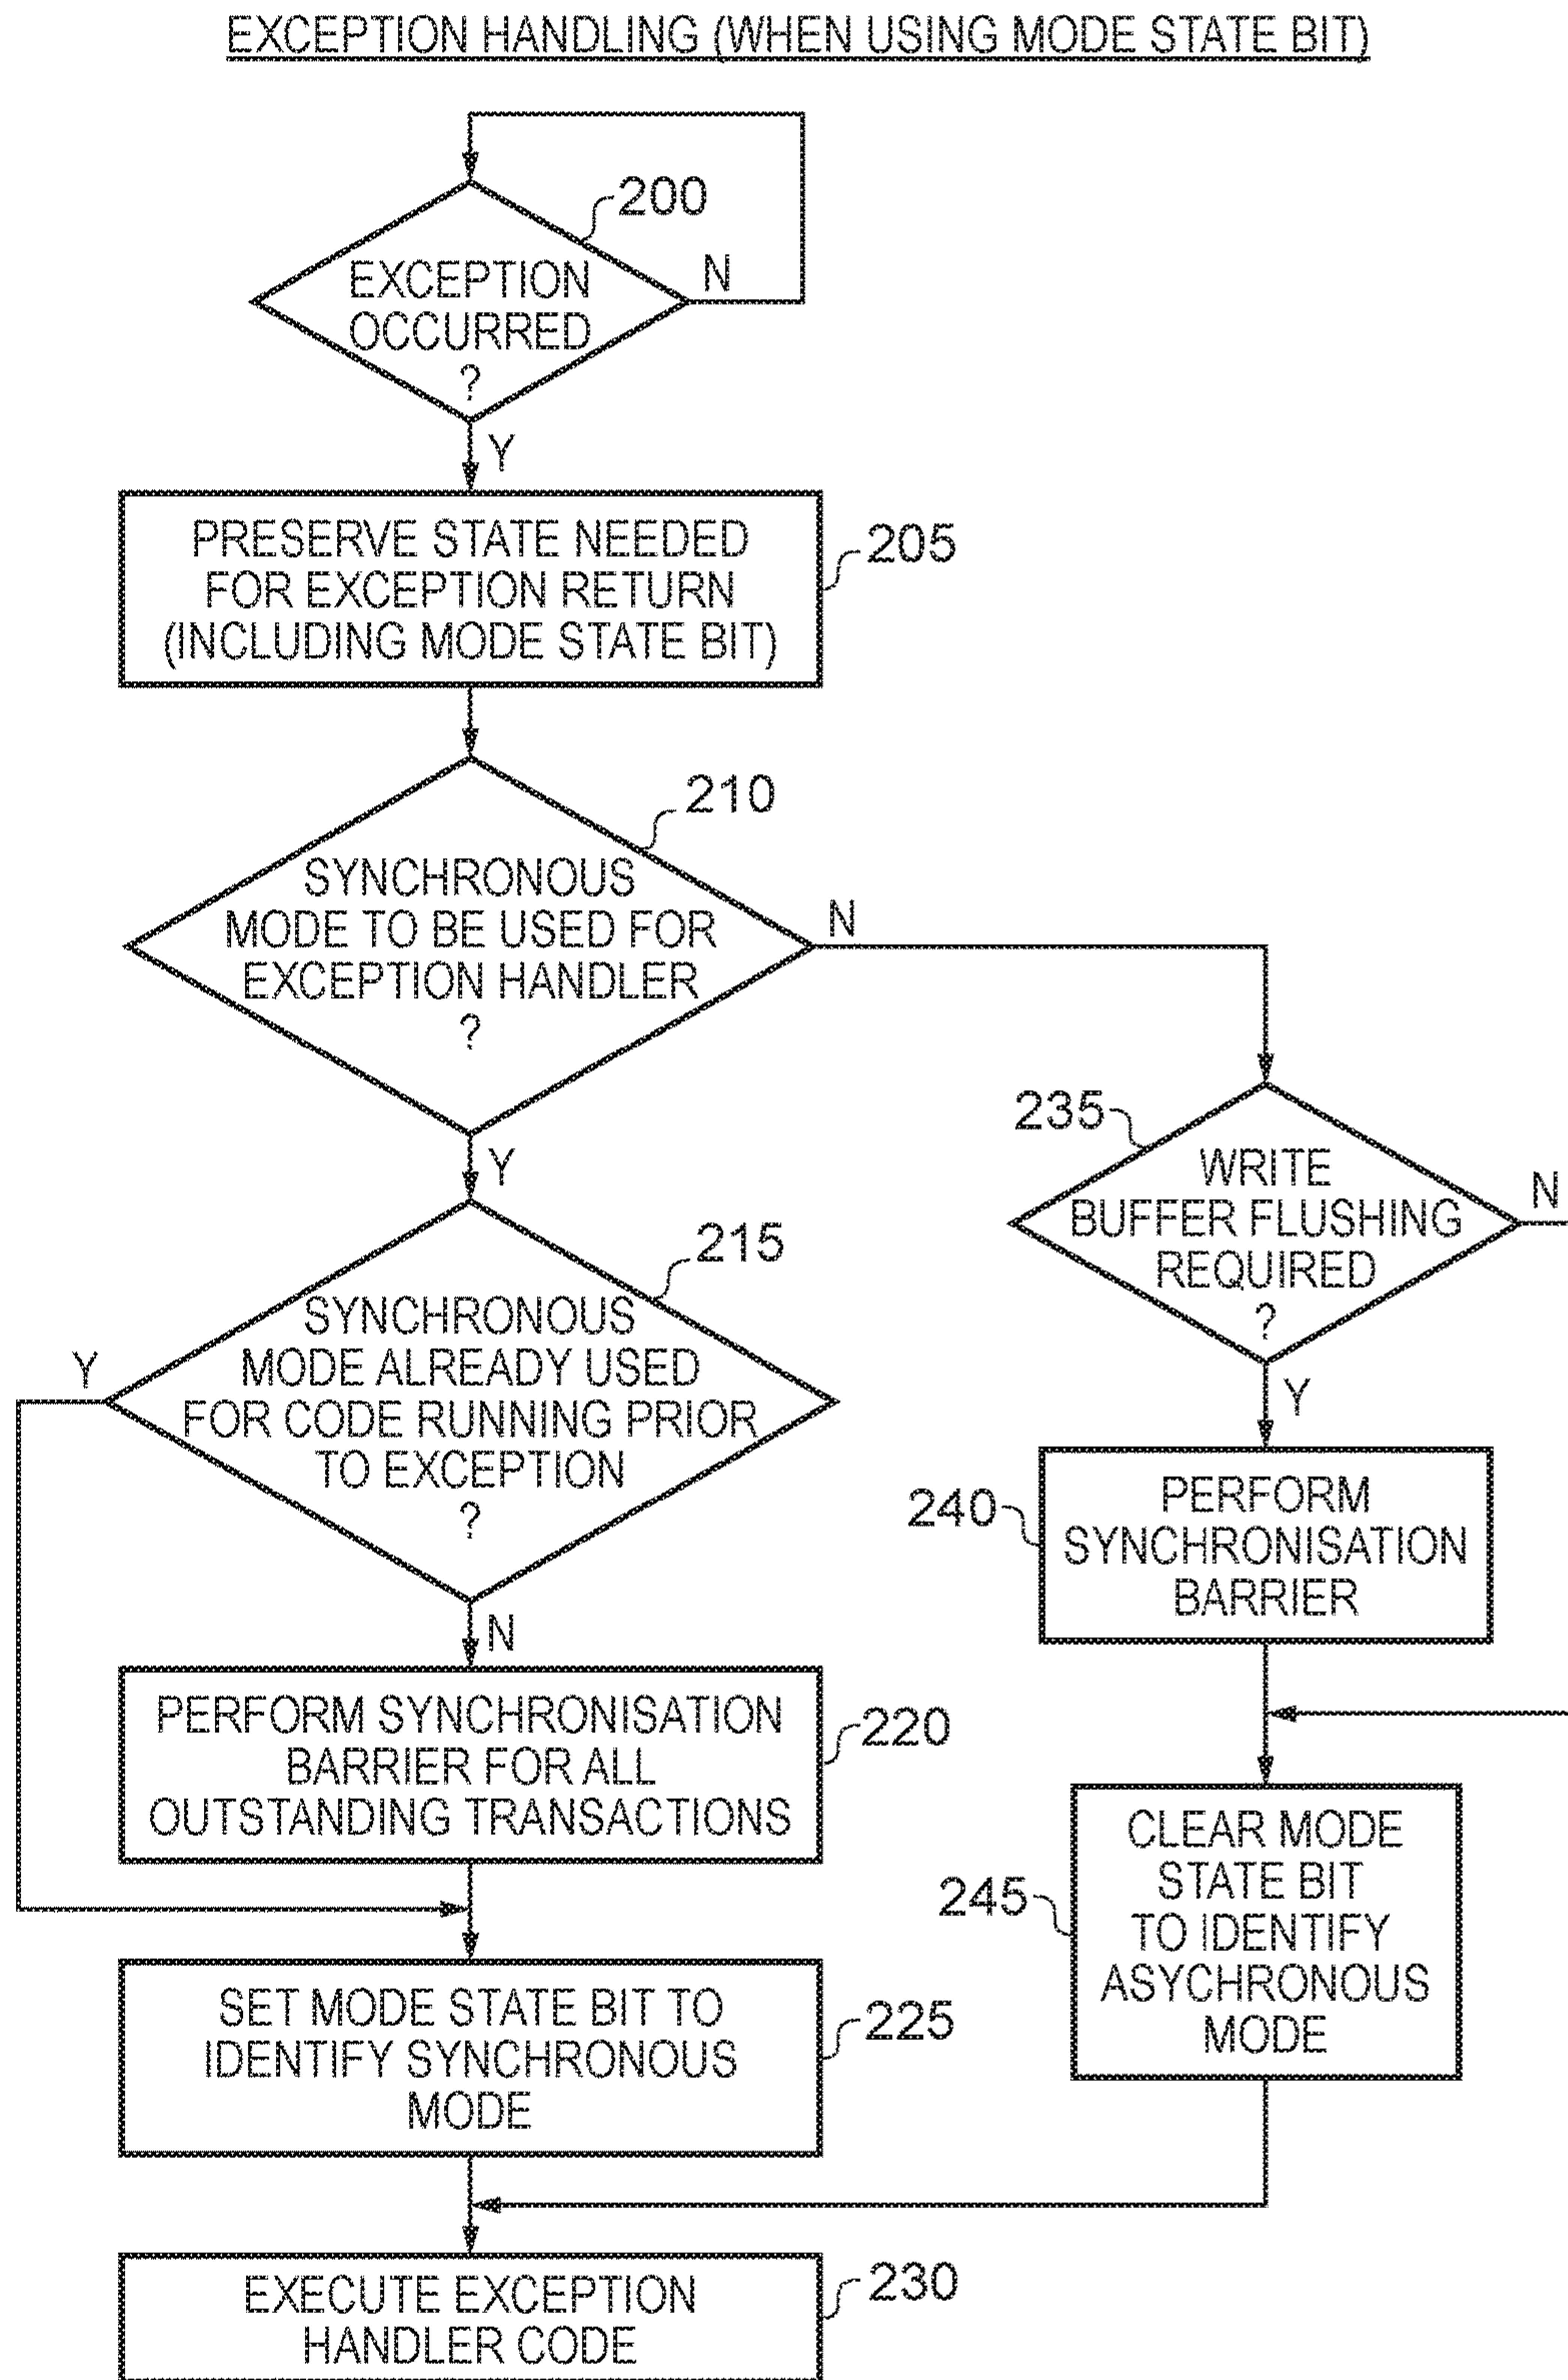 EXCEPTION HANDLING (WHEN USING MODE STATE BIT)
200
EXCEPTION
OCCURRED
?
N
Y
PRESERVE STATE NEEDED
FOR EXCEPTION RETURN
(INCLUDING MODE STATE BIT)
205
210
SYNCHRONOUS
MODE TO BE USED FOR
EXCEPTION HANDLER
?
N
Y
215
SYNCHRONOUS
MODE ALREADY USED
FOR CODE RUNNING PRIOR
TO EXCEPTION
?
Y
N
PERFORM SYNCHRONISATION
BARRIER FOR ALL
OUTSTANDING TRANSACTIONS
220
SET MODE STATE BIT TO
IDENTIFY SYNCHRONOUS
MODE
225
235
WRITE
BUFFER FLUSHING
REQUIRED
?
N
Y
240
PERFORM
SYNCHRONISATION
BARRIER
245
CLEAR MODE
STATE BIT
TO IDENTIFY
ASYCHRONOUS
MODE
EXECUTE EXCEPTION
HANDLER CODE
230